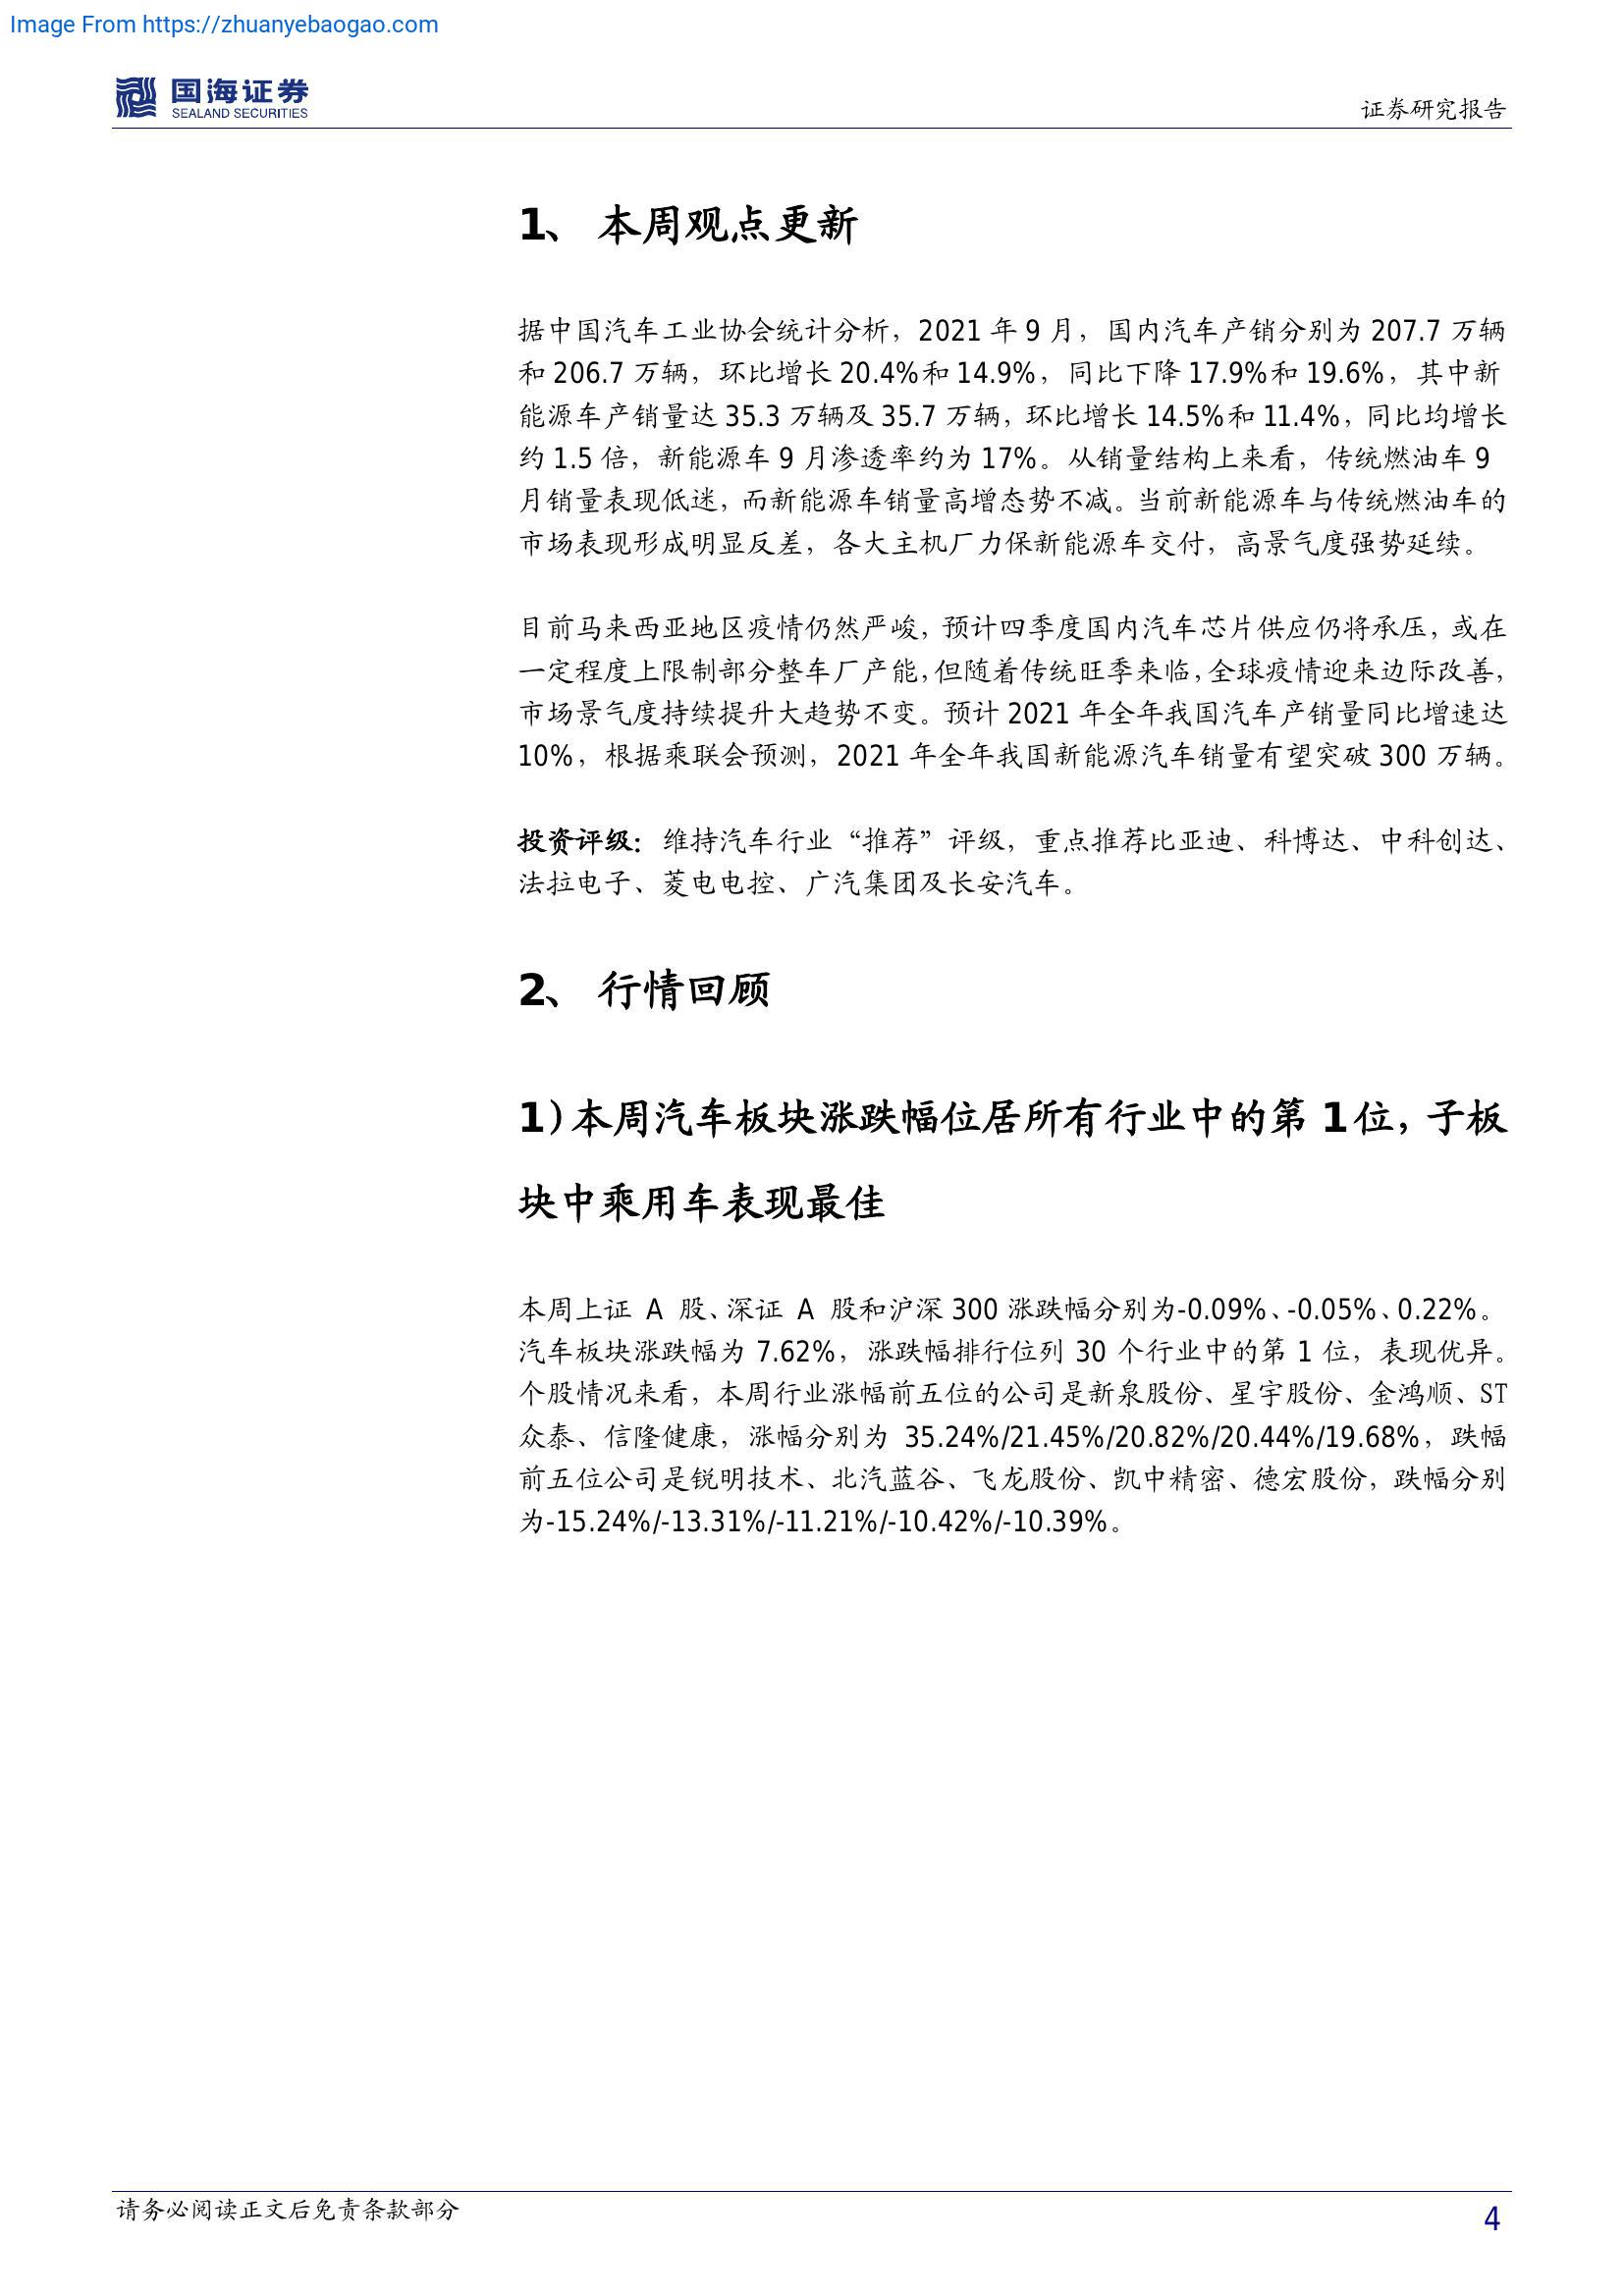 Image From https://zhuanyebaogao.com
国海证券
SEALAND SECURITIES
证券研究报告
1、 本周观点更新
据中国汽车工业协会统计分析，2021 年 9 月，国内汽车产销分别为 207.7 万辆
和 206.7 万辆，环比增长 20.4%和 14.9%，同比下降 17.9%和 19.6%，其中新
能源车产销量达 35.3 万辆及 35.7 万辆，环比增长 14.5%和 11.4%，同比均增长
约 1.5 倍，新能源车 9 月渗透率约为 17%。从销量结构上来看，传统燃油车 9
月销量表现低迷，而新能源车销量高增态势不减。当前新能源车与传统燃油车的
市场表现形成明显反差，各大主机厂力保新能源车交付，高景气度强势延续。
目前马来西亚地区疫情仍然严峻，预计四季度国内汽车芯片供应仍将承压，或在
一定程度上限制部分整车厂产能，但随着传统旺季来临，全球疫情迎来边际改善，
市场景气度持续提升大趋势不变。预计 2021 年全年我国汽车产销量同比增速达
10%，根据乘联会预测，2021 年全年我国新能源汽车销量有望突破 300 万辆。
投资评级：维持汽车行业“推荐”评级，重点推荐比亚迪、科博达、中科创达、
法拉电子、菱电电控、广汽集团及长安汽车。
2、 行情回顾
1）本周汽车板块涨跌幅位居所有行业中的第 1 位，子板
块中乘用车表现最佳
本周上证 A 股、深证 A 股和沪深 300 涨跌幅分别为-0.09%、-0.05%、0.22%。
汽车板块涨跌幅为 7.62%，涨跌幅排行位列 30 个行业中的第 1 位，表现优异。
个股情况来看，本周行业涨幅前五位的公司是新泉股份、星宇股份、金鸿顺、ST
众泰、信隆健康，涨幅分别为 35.24%/21.45%/20.82%/20.44%/19.68%，跌幅
前五位公司是锐明技术、北汽蓝谷、飞龙股份、凯中精密、德宏股份，跌幅分别
为-15.24%/-13.31%/-11.21%/-10.42%/-10.39%。
请务必阅读正文后免责条款部分
4